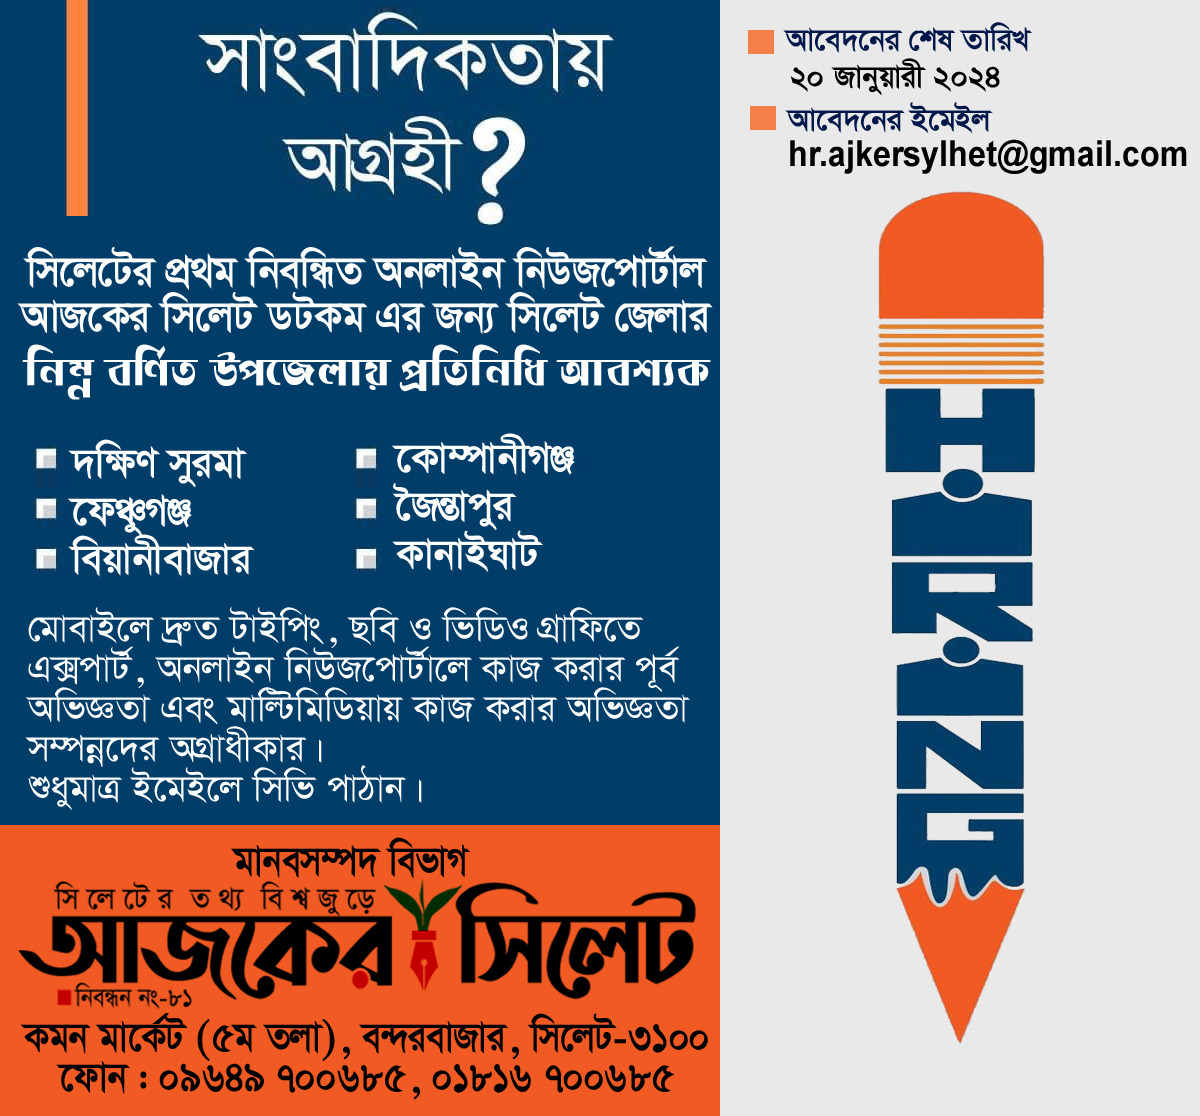 সাংবাদিকতায়
আগ্রহী?
সিলেটের প্রথম নিবন্ধিত অনলাইন নিউজপোর্টাল
আজকের সিলেট ডটকম এর জন্য সিলেট জেলার
নিম্ন বর্ণিত উপজেলায় প্রতিনিধি আবশ্যক
দক্ষিণ সুরমা
ফেঞ্চুগঞ্জ
বিয়ানীবাজার
কোম্পানীগঞ্জ
জৈন্তাপুর
কানাইঘাট
মোবাইলে দ্রুত টাইপিং, ছবি ও ভিডিও গ্রাফিতে
এক্সপার্ট, অনলাইন নিউজপোর্টালে কাজ করার পূর্ব
অভিজ্ঞতা এবং মাল্টিমিডিয়ায় কাজ করার অভিজ্ঞতা
সম্পন্নদের অগ্রাধীকার।
শুধুমাত্র ইমেইলে সিভি পাঠান।
মানবসম্পদ বিভাগ
সিলেটের তথ্য বিশ্বজুড়ে
আজকের সিলেট
নিবন্ধন নং-৮১
কমন মার্কেট (৫ম তলা), বন্দরবাজার, সিলেট-৩১০০
ফোন : ০৯৬৪৯ ৭০০৬৮৫, ০১৮১৬ ৭০০৬৮৫
আবেদনের শেষ তারিখ
২০ জানুয়ারী ২০২৪
আবেদনের ইমেইল
hr.ajkersylhet@gmail.com
HIRING